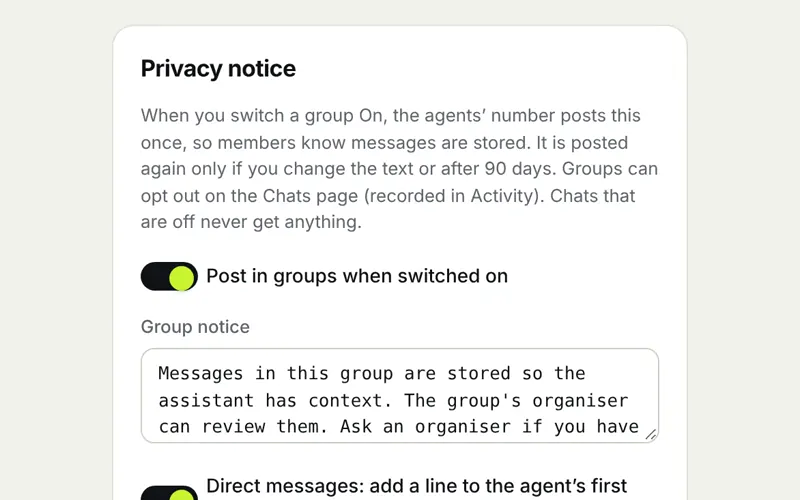 Privacy notice
When you switch a group On, the agents’ number posts this
once, so members know messages are stored. It is posted
again only if you change the text or after 90 days. Groups can
opt out on the Chats page (recorded in Activity). Chats that
are off never get anything.
Post in groups when switched on
Group notice
Messages in this group are stored so the
assistant has context. The group's organiser
can review them. Ask an organiser if you have
Direct messages: add a line to the agent’s first